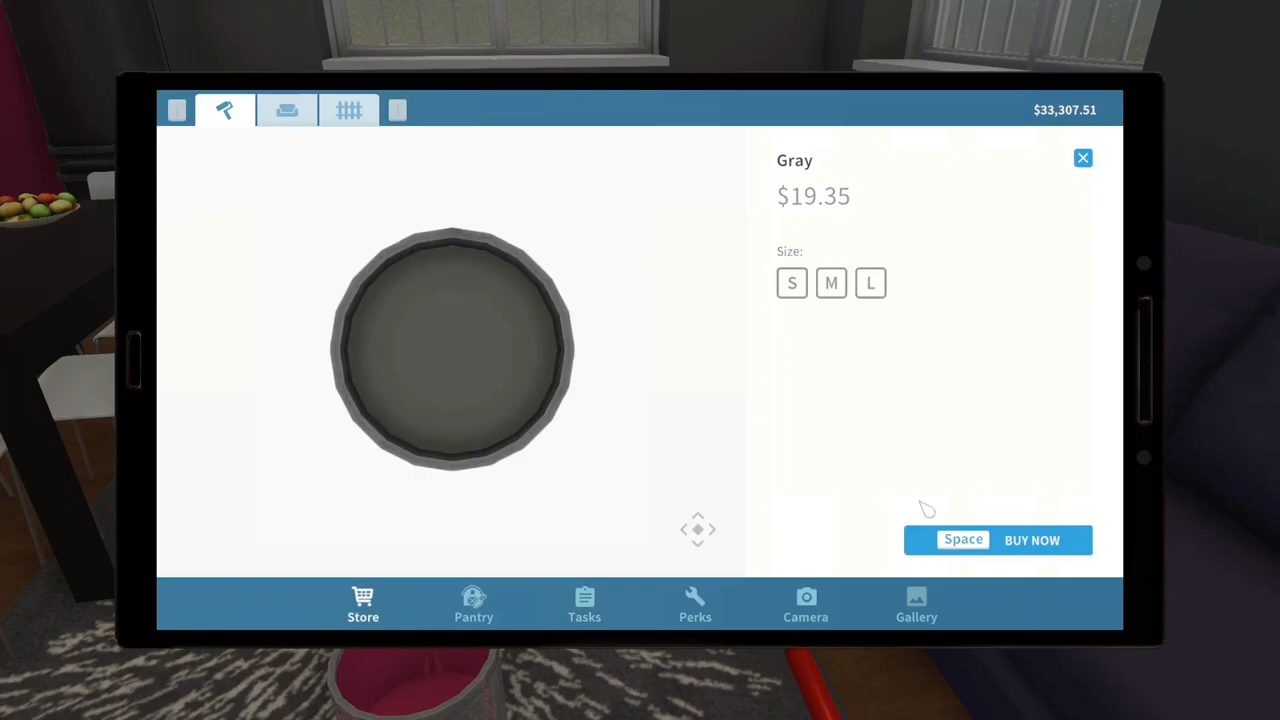 $33,307.51
Gray
$19.35
Size:
S M L
Space BUY NOW
Store Pantry Tasks Perks Camera Gallery